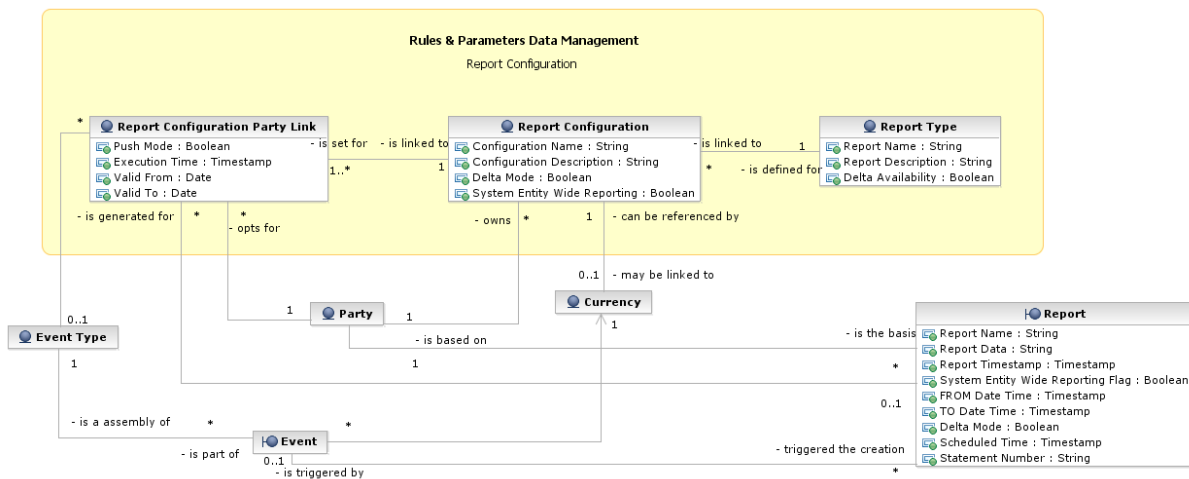 Rules & Parameters Data Management
Report Configuration
*
Report Configuration Party Link
Push Mode : Boolean
Execution Time : Timestamp
Valid From : Date
Valid To : Date
- is set for
- is linked to
1..*
1
Report Configuration
Configuration Name : String
Configuration Description : String
Delta Mode : Boolean
System Entity Wide Reporting : Boolean
- is linked to
1
*
- is defined for
Report Type
Report Name : String
Report Description : String
Delta Availability : Boolean
- is generated for
*
*
- opts for
- owns
*
1
- can be referenced by
0..1
- may be linked to
Currency
1
0..1
Event Type
1
1
Party
1
- is based on
1
- is the basis
*
0..1
Report
Report Name : String
Report Data : String
Report Timestamp : Timestamp
System Entity Wide Reporting Flag : Boolean
FROM Date Time : Timestamp
TO Date Time : Timestamp
Delta Mode : Boolean
Scheduled Time : Timestamp
Statement Number : String
- is a assembly of
*
- is part of
Event
*
0..1
- is triggered by
- triggered the creation
*